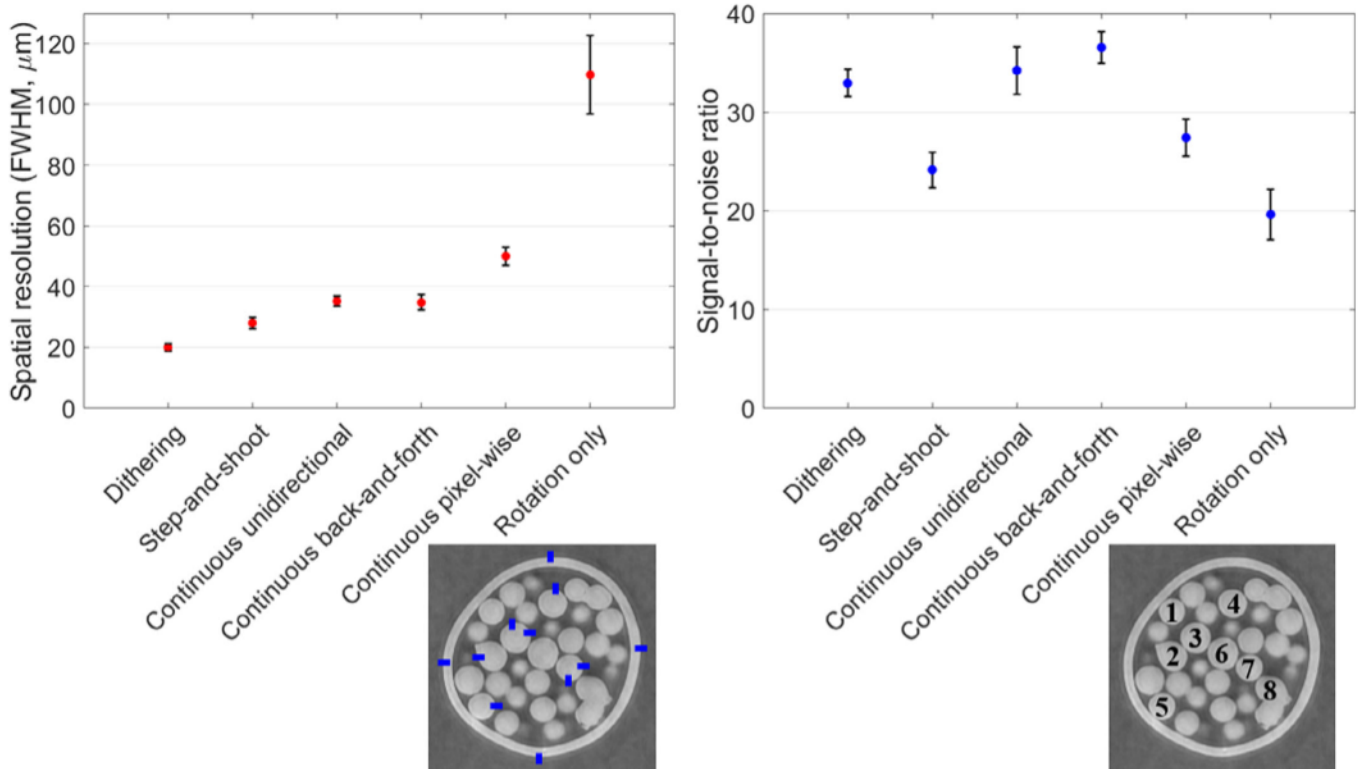 Spatial resolution (FWHM, μm)
120
100
80
60
40
20
0
Dithering
Step-and-shoot
Continuous unidirectional
Continuous back-and-forth
Continuous pixel-wise
Rotation only
Signal-to-noise ratio
40
30
20
10
0
Dithering
Step-and-shoot
Continuous unidirectional
Continuous back-and-forth
Continuous pixel-wise
Rotation only
1
4
3
2
6
7
8
5